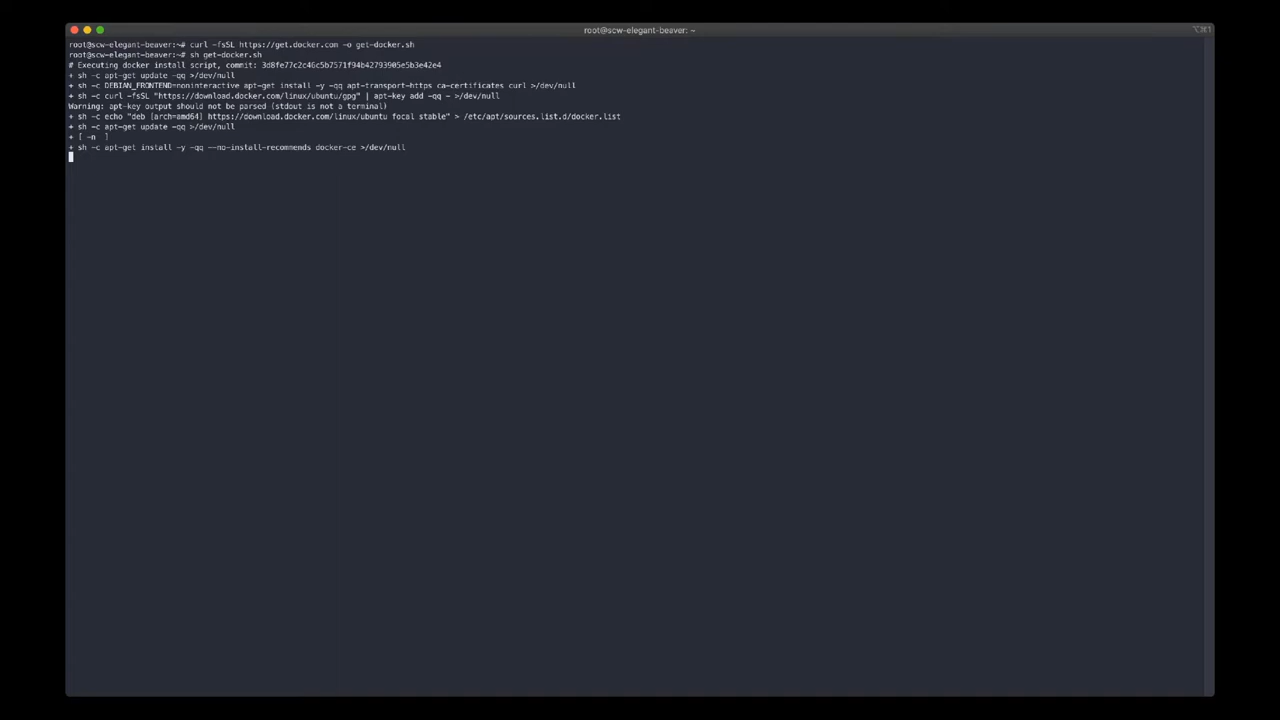 root@scw-elegant-beaver: ~
⌥⌘1
root@scw-elegant-beaver:~# curl -fsSL https://get.docker.com -o get-docker.sh
root@scw-elegant-beaver:~# sh get-docker.sh
# Executing docker install script, commit: 3d8fe77c2c46c5b7571f94b42793905e5b3e42e4
+ sh -c apt-get update -qq >/dev/null
+ sh -c DEBIAN_FRONTEND=noninteractive apt-get install -y -qq apt-transport-https ca-certificates curl >/dev/null
+ sh -c curl -fsSL "https://download.docker.com/linux/ubuntu/gpg" | apt-key add -qq - >/dev/null
Warning: apt-key output should not be parsed (stdout is not a terminal)
+ sh -c echo "deb [arch=amd64] https://download.docker.com/linux/ubuntu focal stable" > /etc/apt/sources.list.d/docker.list
+ sh -c apt-get update -qq >/dev/null
+ [ -n  ]
+ sh -c apt-get install -y -qq --no-install-recommends docker-ce >/dev/null